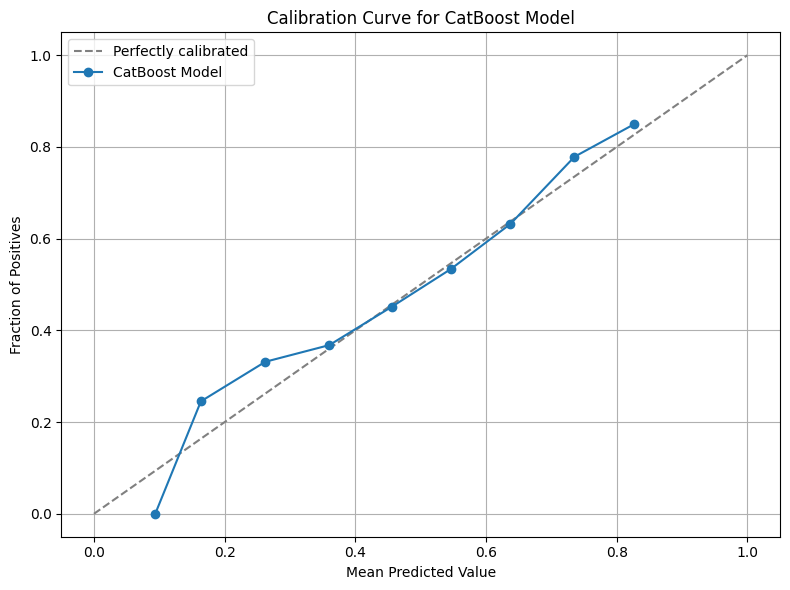 Calibration Curve for CatBoost Model
Perfectly calibrated
CatBoost Model
Fraction of Positives
1.0
0.8
0.6
0.4
0.2
0.0
0.0 0.2 0.4 0.6 0.8 1.0
Mean Predicted Value